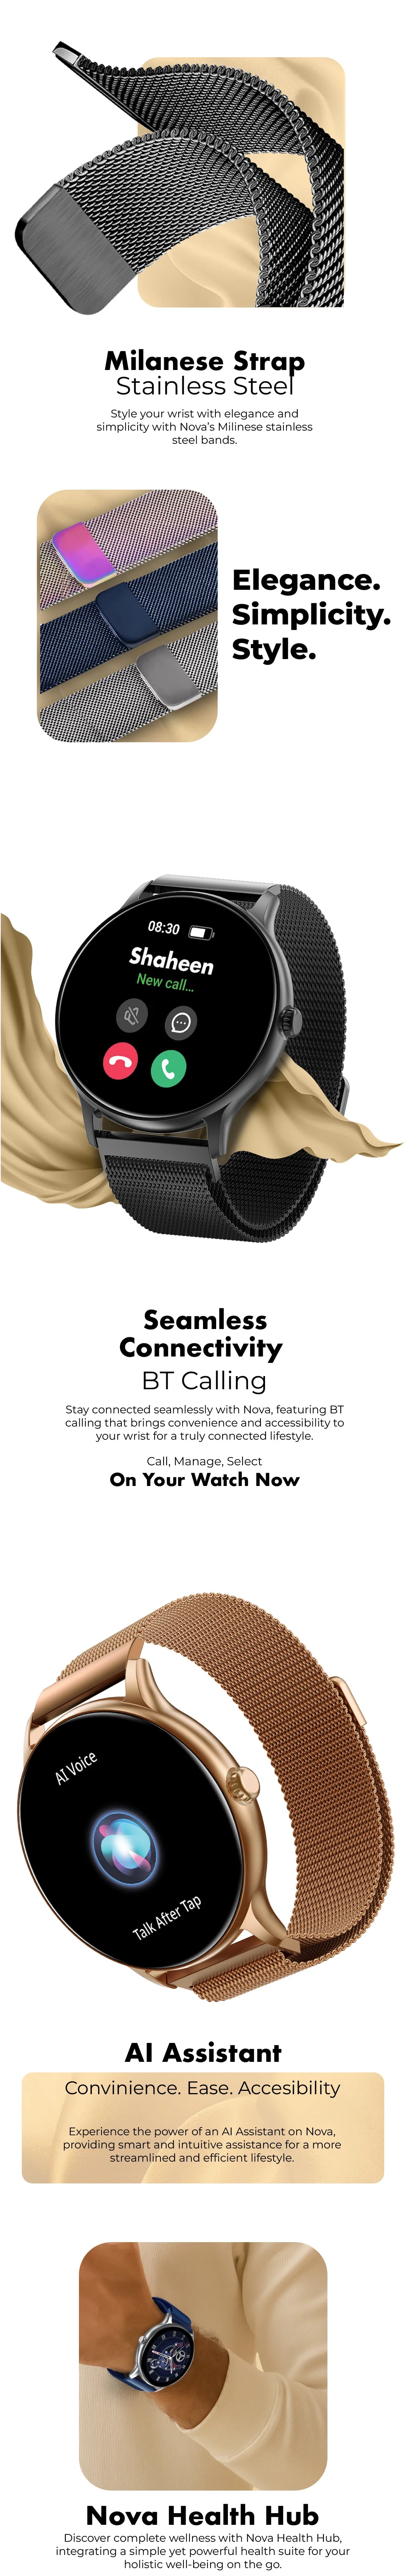 Milanese Strap
Stainless Steel
Style your wrist with elegance and
simplicity with Nova's Milinese stainless
steel bands.
Elegance.
Simplicity.
Style.
08:30
Shaheen
New call...
Seamless
Connectivity
BT Calling
Stay connected seamlessly with Nova, featuring BT
calling that brings convenience and accessibility to
your wrist for a truly connected lifestyle.
Call, Manage, Select
On Your Watch Now
AI Voice
Talk After Tap
AI Assistant
Convinience. Ease. Accesibility
Experience the power of an AI Assistant on Nova,
providing smart and intuitive assistance for a more
streamlined and efficient lifestyle.
Nova Health Hub
Discover complete wellness with Nova Health Hub,
integrating a simple yet powerful health suite for your
holistic well-being on the go.